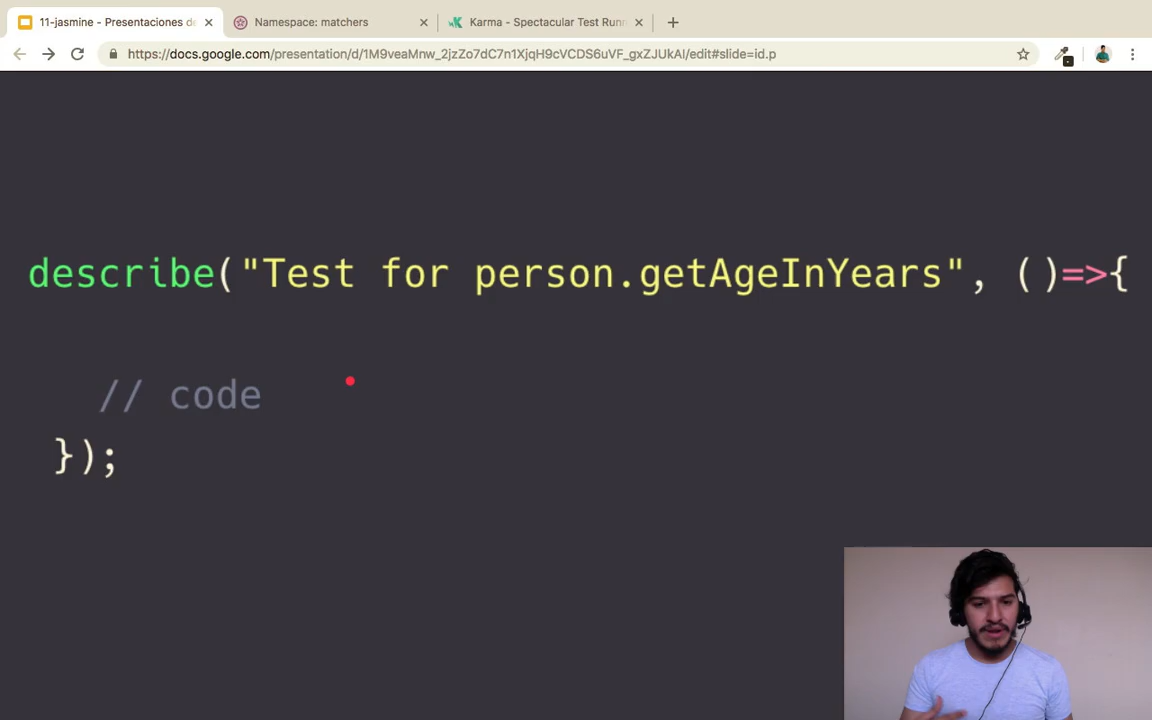 11-jasmine - Presentaciones de
Namespace: matchers
Karma - Spectacular Test Runn
https://docs.google.com/presentation/d/1M9veaMnw_2jzZo7dC7n1XjqH9cVCDS6uVF_gxZJUkAI/edit#slide=id.p
describe("Test for person.getAgeInYears", ()=>{
// code
});